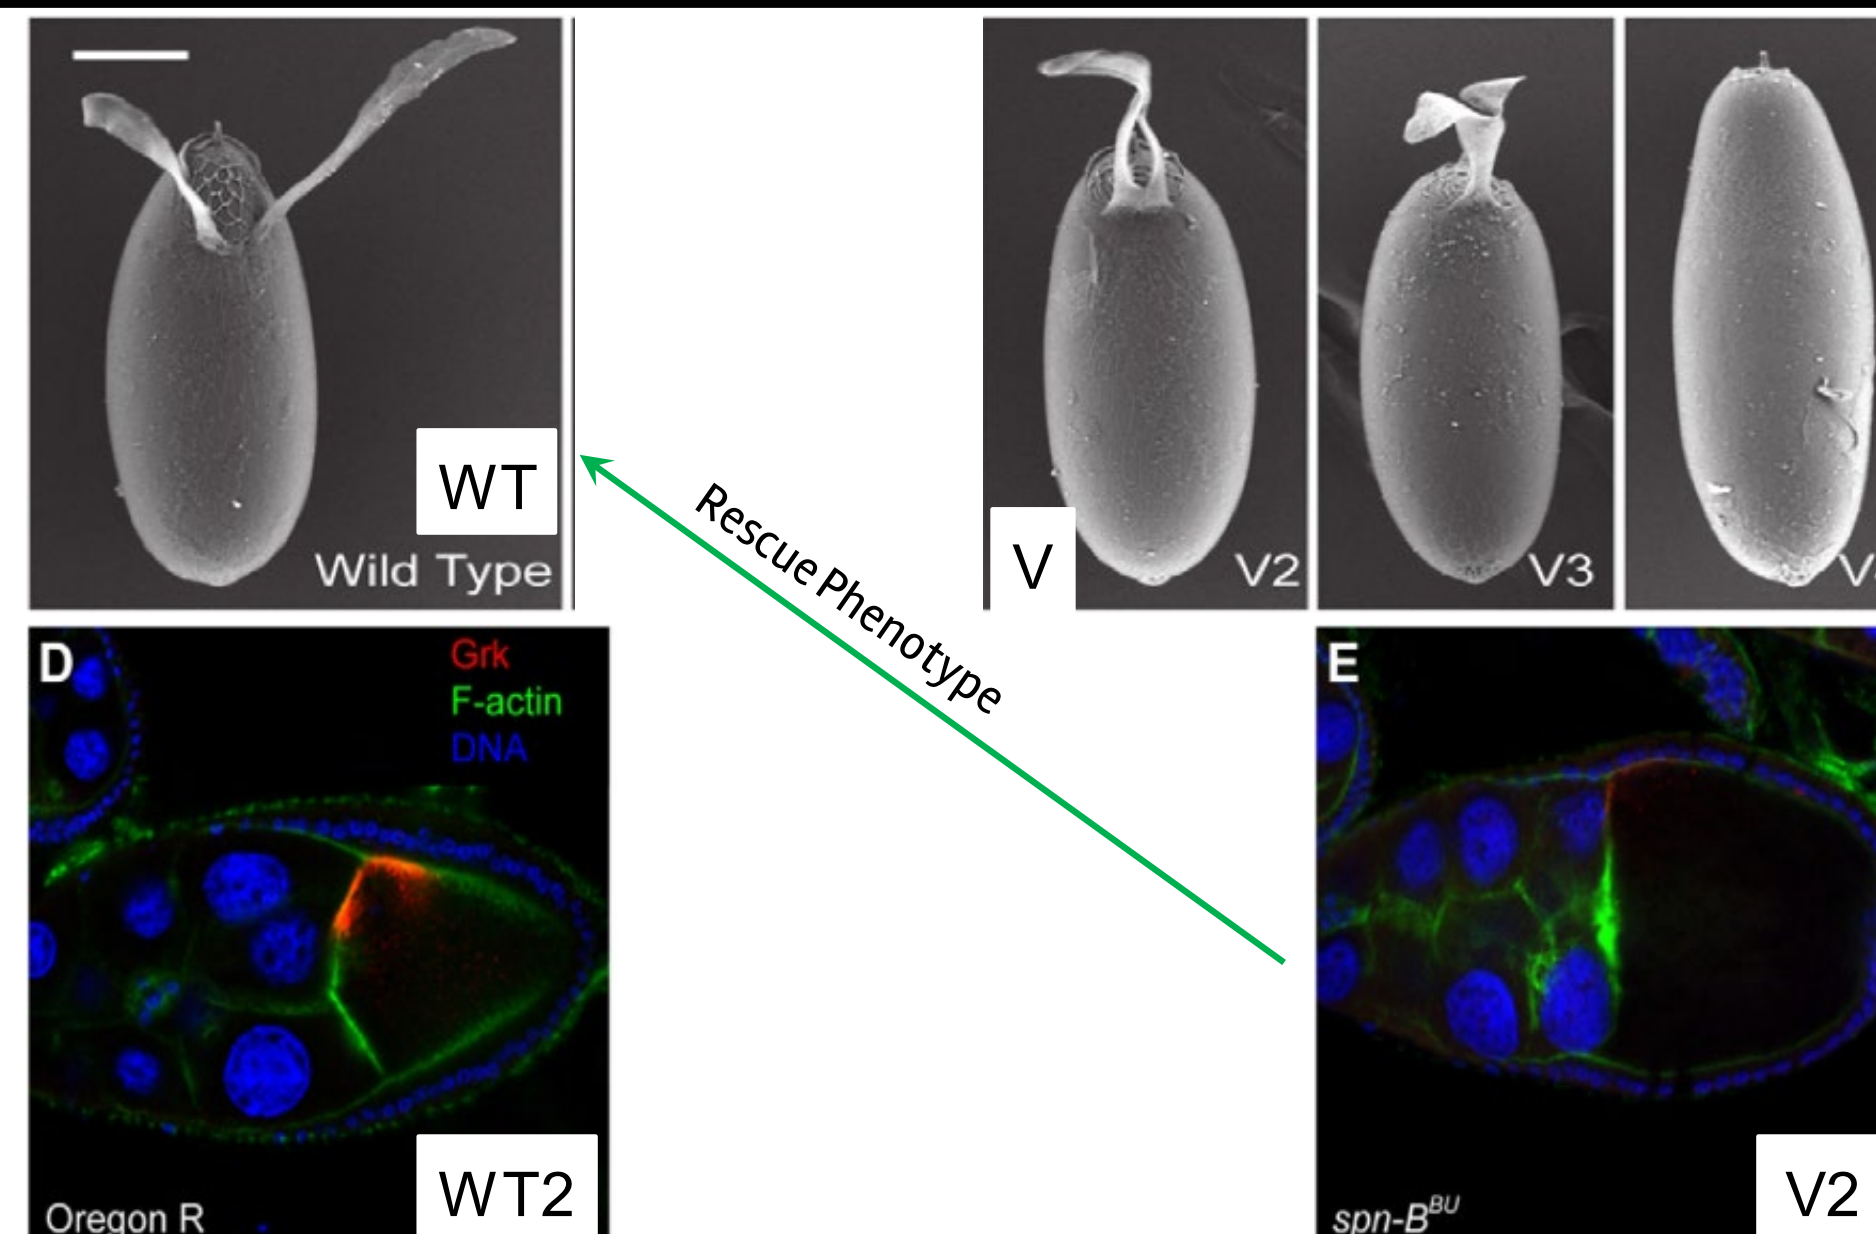 WT
Wild Type
V
V2
V3
Rescue Phenotype
D
Grk
F-actin
DNA
Oregon R
WT2
E
spn-B^BU
V2